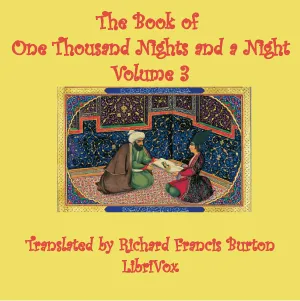 The Book of
One Thousand Nights and a Night
Volume 3
Translated by Richard Francis Burton
LibriVox